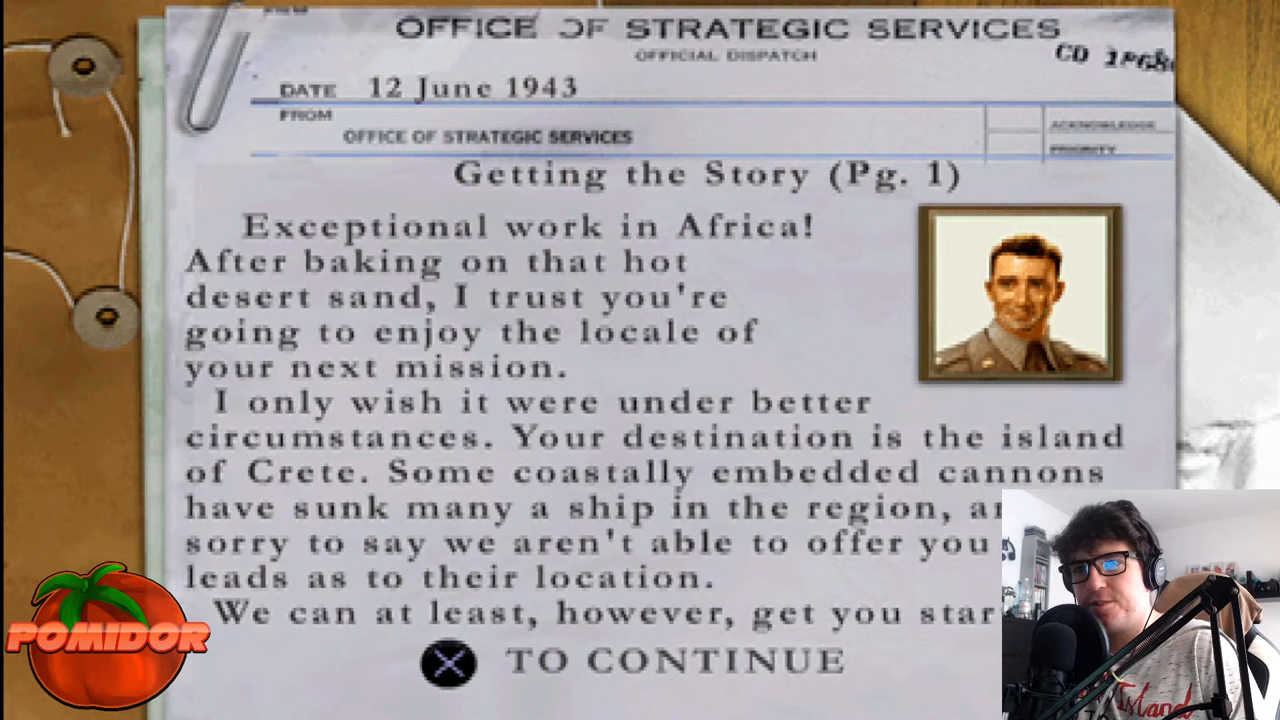 OFFICE OF STRATEGIC SERVICES
OFFICIAL DISPATCH
DATE 12 June 1943
FROM
OFFICE OF STRATEGIC SERVICES
ACKNOWLEDGE
PRIORITY
Getting the Story (Pg. 1)
Exceptional work in Africa!
After baking on that hot
desert sand, I trust you're
going to enjoy the locale of
your next mission.
I only wish it were under better
circumstances. Your destination is the island
of Crete. Some coastally embedded cannons
have sunk many a ship in the region,
sorry to say we aren't able to offer you
leads as to their location.
We can at least, however, get you
X TO CONTINUE
POMIDOR
Island